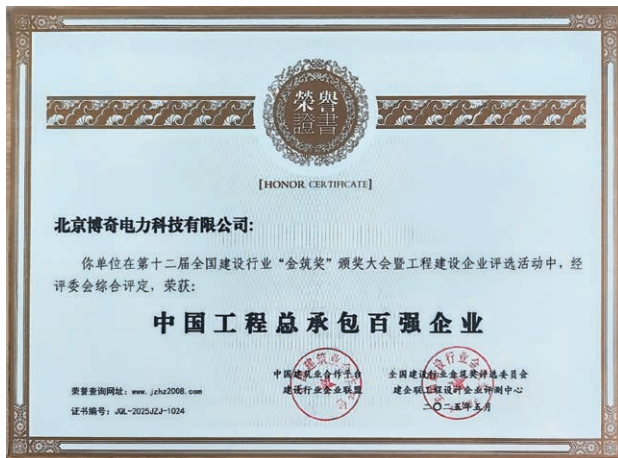 榮譽
證書
[HONOR CERTIFICATE]
北京博奇电力科技有限公司:
你单位在第十二届全国建设行业“金筑奖”颁奖大会暨工程建设企业评选活动中,经
评委会综合评定,荣获:
中国工程总承包百强企业
中国建筑业合作平台
建设行业企业联盟
全国建设行业金筑奖评选委员会
建企联工程设计企业评测中心
二〇二五年五月
荣誉查询网址: www.jzhz2008.com
证书编号: JQL-2025JZJ-1024